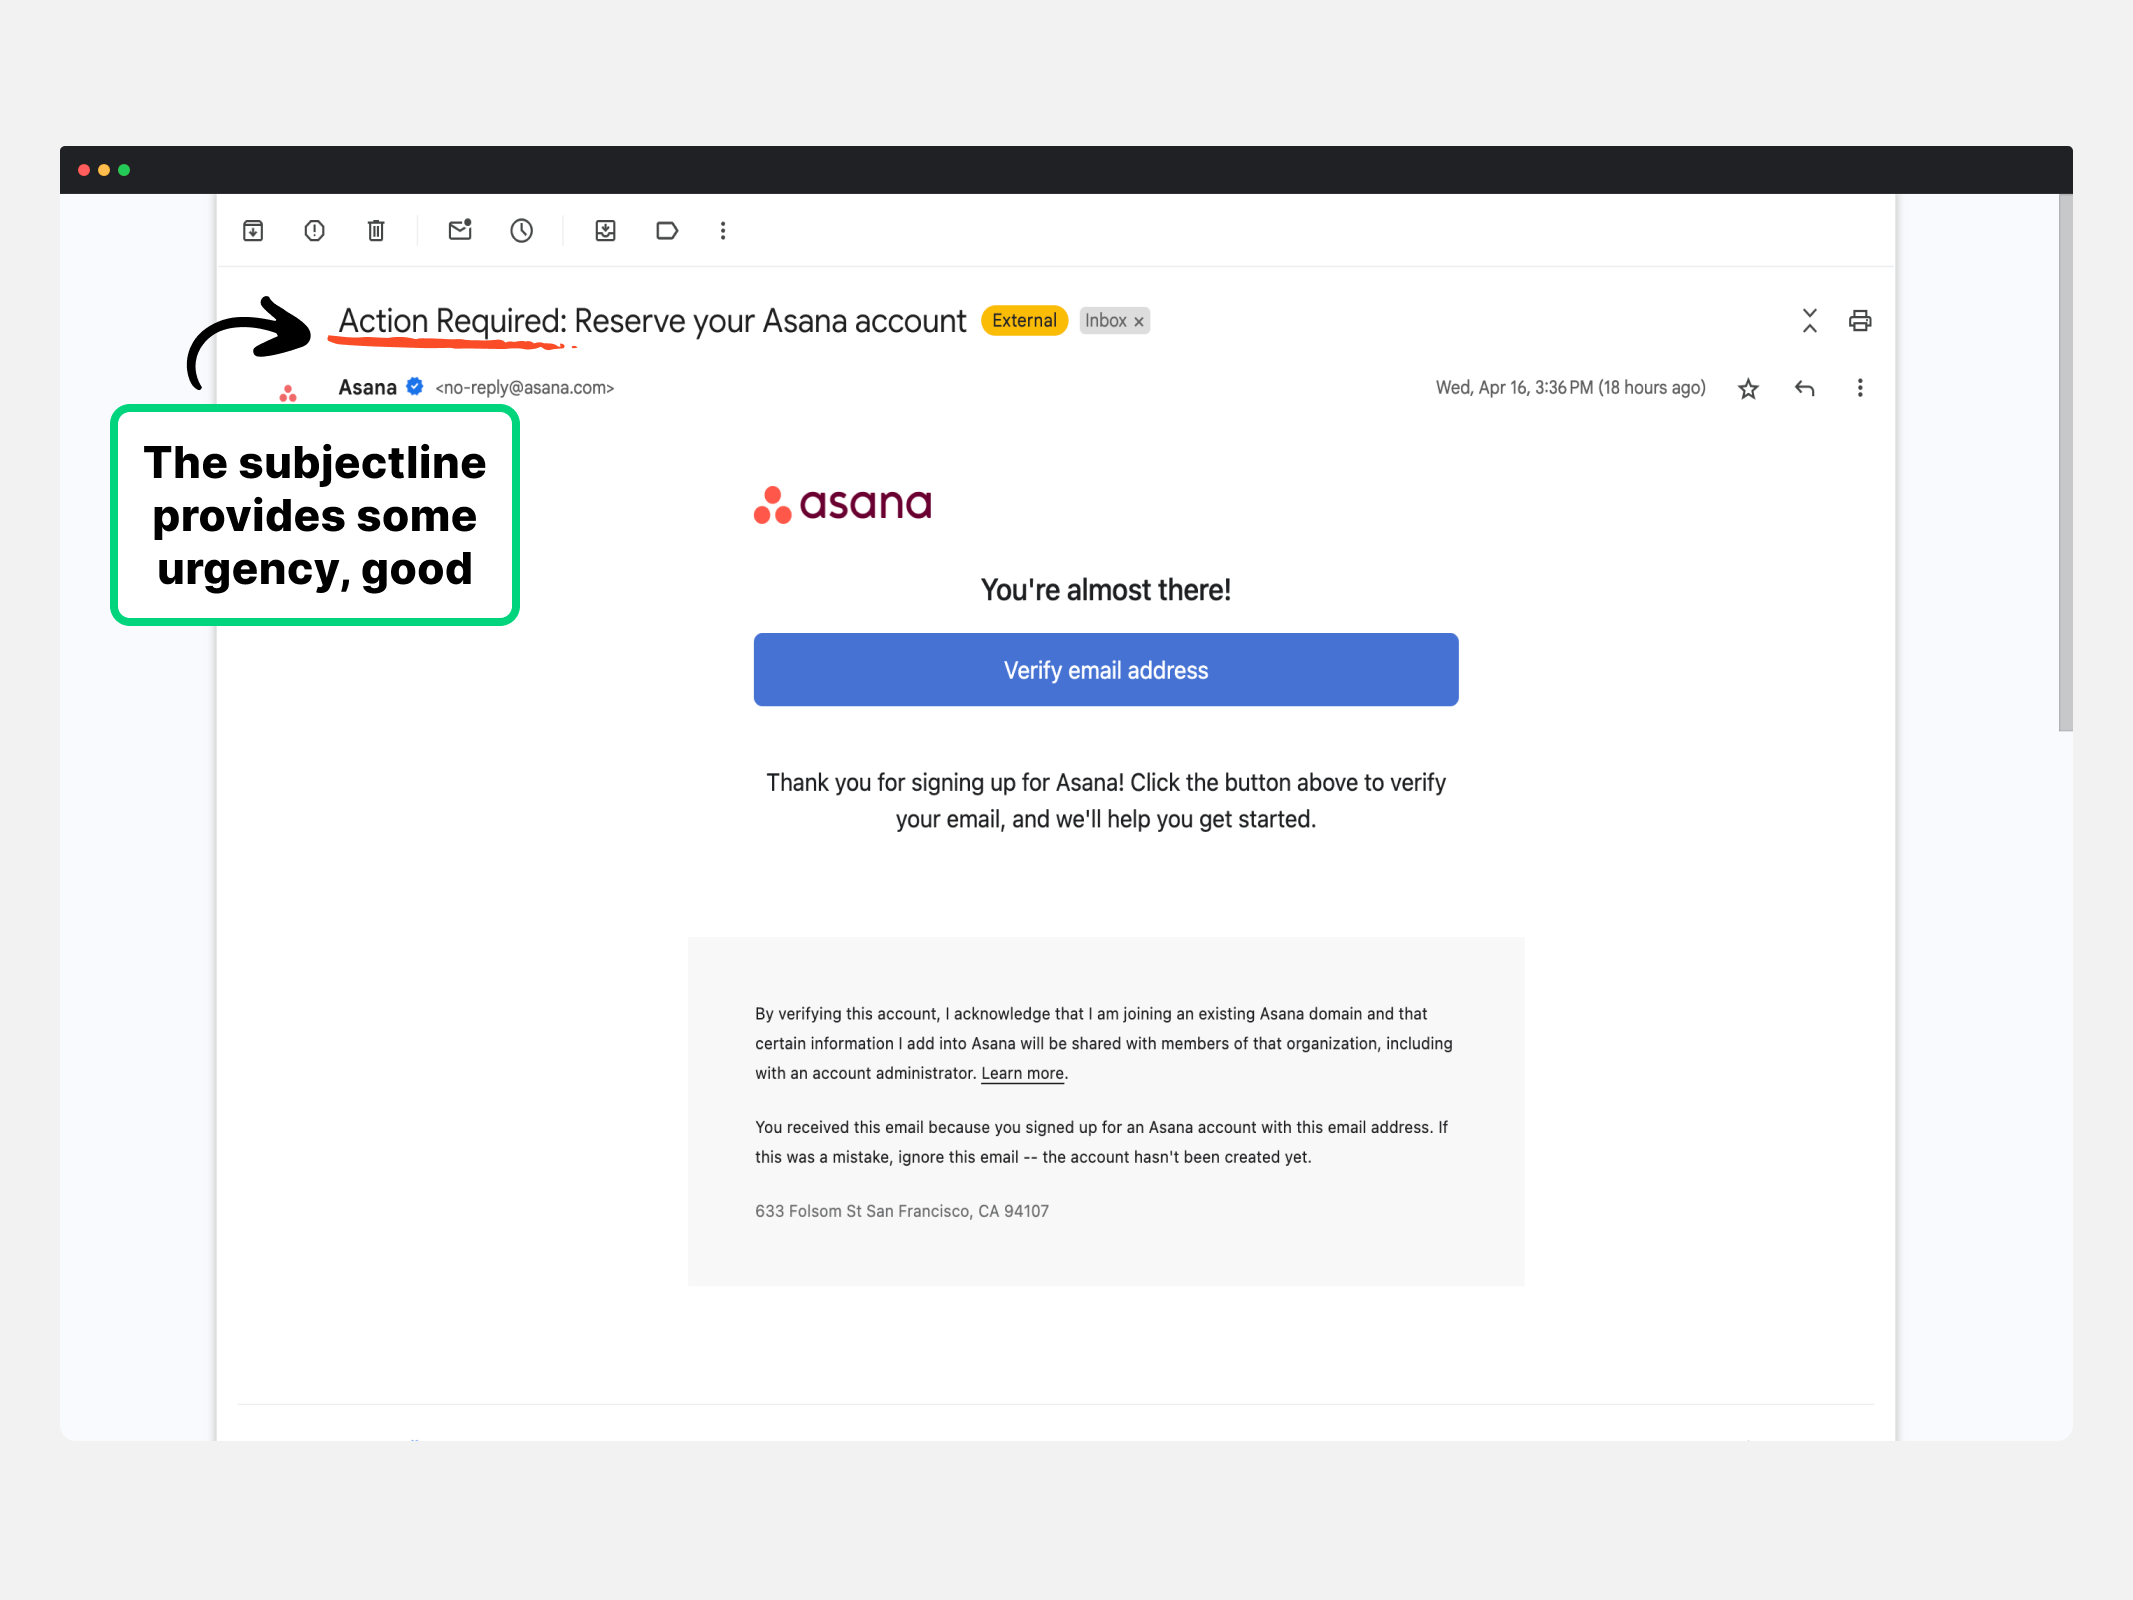 Action Required: Reserve your Asana account External Inbox ×
Asana <no-reply@asana.com> Wed, Apr 16, 3:36 PM (18 hours ago)
The subjectline
provides some
urgency, good
asana
You're almost there!
Verify email address
Thank you for signing up for Asana! Click the button above to verify
your email, and we'll help you get started.
By verifying this account, I acknowledge that I am joining an existing Asana domain and that
certain information I add into Asana will be shared with members of that organization, including
with an account administrator. Learn more.
You received this email because you signed up for an Asana account with this email address. If
this was a mistake, ignore this email -- the account hasn't been created yet.
633 Folsom St San Francisco, CA 94107